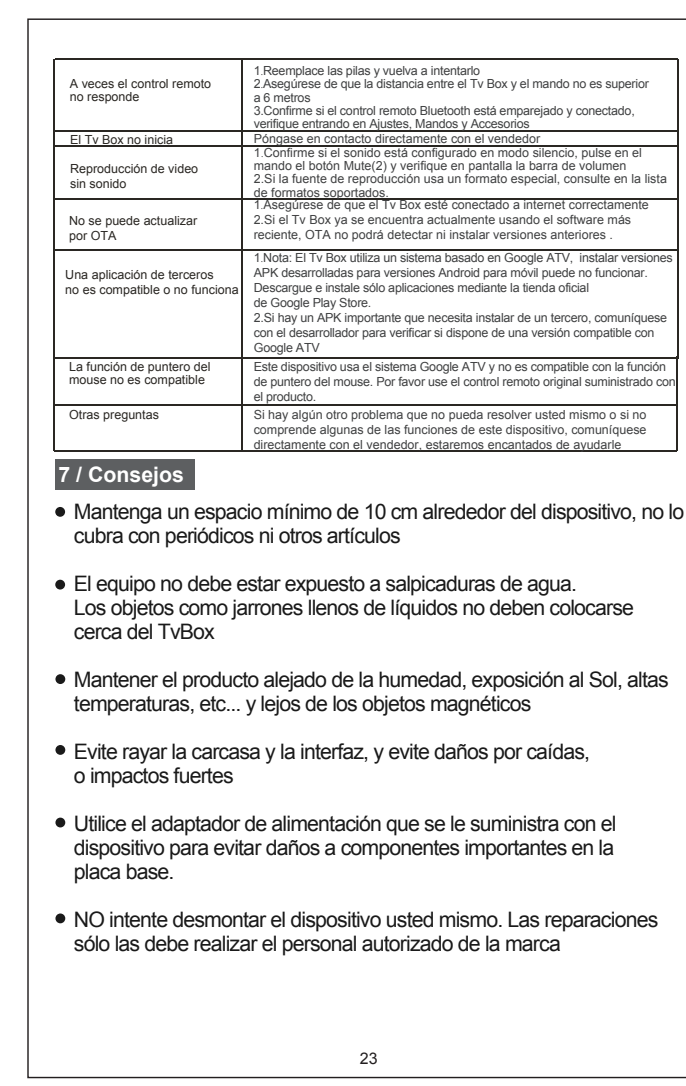 A veces el control remoto
no responde
1.Reemplace las pilas y vuelva a intentarlo
2.Asegúrese de que la distancia entre el Tv Box y el mando no es superior
a 6 metros
3.Confirme si el control remoto Bluetooth está emparejado y conectado,
verifique entrando en Ajustes, Mandos y Accesorios
El Tv Box no inicia
Póngase en contacto directamente con el vendedor
Reproducción de video
sin sonido
1.Confirme si el sonido está configurado en modo silencio, pulse en el
mando el botón Mute(2) y verifique en pantalla la barra de volumen
2.Si la fuente de reproducción usa un formato especial, consulte en la lista
de formatos soportados.
No se puede actualizar
por OTA
1.Asegúrese de que el Tv Box esté conectado a internet correctamente
2.Si el Tv Box ya se encuentra actualmente usando el software más
reciente, OTA no podrá detectar ni instalar versiones anteriores .
Una aplicación de terceros
no es compatible o no funciona
1.Nota: El Tv Box utiliza un sistema basado en Google ATV, instalar versiones
APK desarrolladas para versiones Android para móvil puede no funcionar.
Descargue e instale sólo aplicaciones mediante la tienda oficial
de Google Play Store.
2.Si hay un APK importante que necesita instalar de un tercero, comuníquese
con el desarrollador para verificar si dispone de una versión compatible con
Google ATV
La función de puntero del
mouse no es compatible
Este dispositivo usa el sistema Google ATV y no es compatible con la función
de puntero del mouse. Por favor use el control remoto original suministrado con
el producto.
Otras preguntas
Si hay algún otro problema que no pueda resolver usted mismo o si no
comprende algunas de las funciones de este dispositivo, comuníquese
directamente con el vendedor, estaremos encantados de ayudarle
7 / Consejos
● Mantenga un espacio mínimo de 10 cm alrededor del dispositivo, no lo
cubra con periódicos ni otros artículos
● El equipo no debe estar expuesto a salpicaduras de agua.
Los objetos como jarrones llenos de líquidos no deben colocarse
cerca del TvBox
● Mantener el producto alejado de la humedad, exposición al Sol, altas
temperaturas, etc... y lejos de los objetos magnéticos
● Evite rayar la carcasa y la interfaz, y evite daños por caídas,
o impactos fuertes
● Utilice el adaptador de alimentación que se le suministra con el
dispositivo para evitar daños a componentes importantes en la
placa base.
● NO intente desmontar el dispositivo usted mismo. Las reparaciones
sólo las debe realizar el personal autorizado de la marca
23